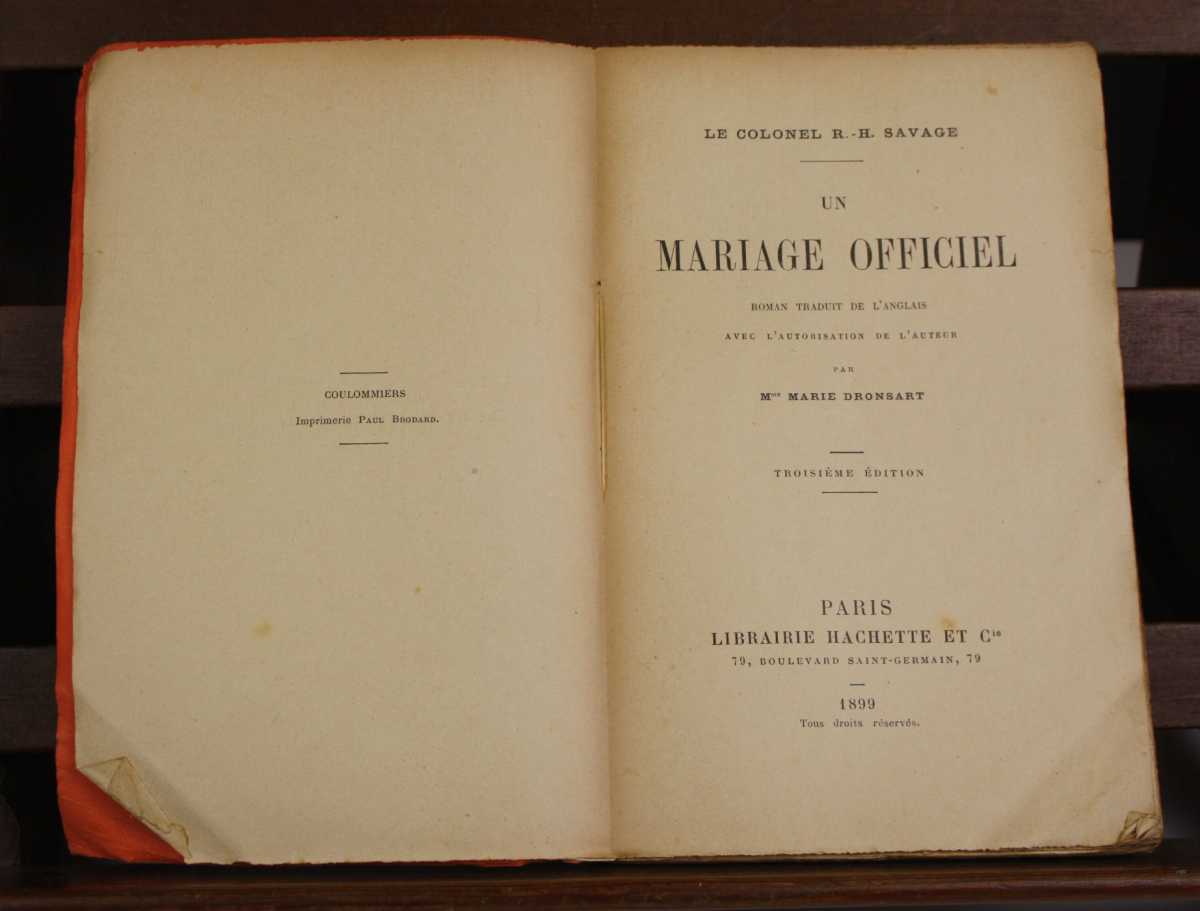 COULOMMIERS
Imprimerie PAUL BRODARD.
LE COLONEL R.-H. SAVAGE
UN
MARIAGE OFFICIEL
ROMAN TRADUIT DE L'ANGLAIS
AVEC L'AUTORISATION DE L'AUTEUR
PAR
Mme MARIE DRONSART
TROISIÈME ÉDITION
PARIS
LIBRAIRIE HACHETTE ET Cie
79, BOULEVARD SAINT-GERMAIN, 79
1899
Tous droits réservés.